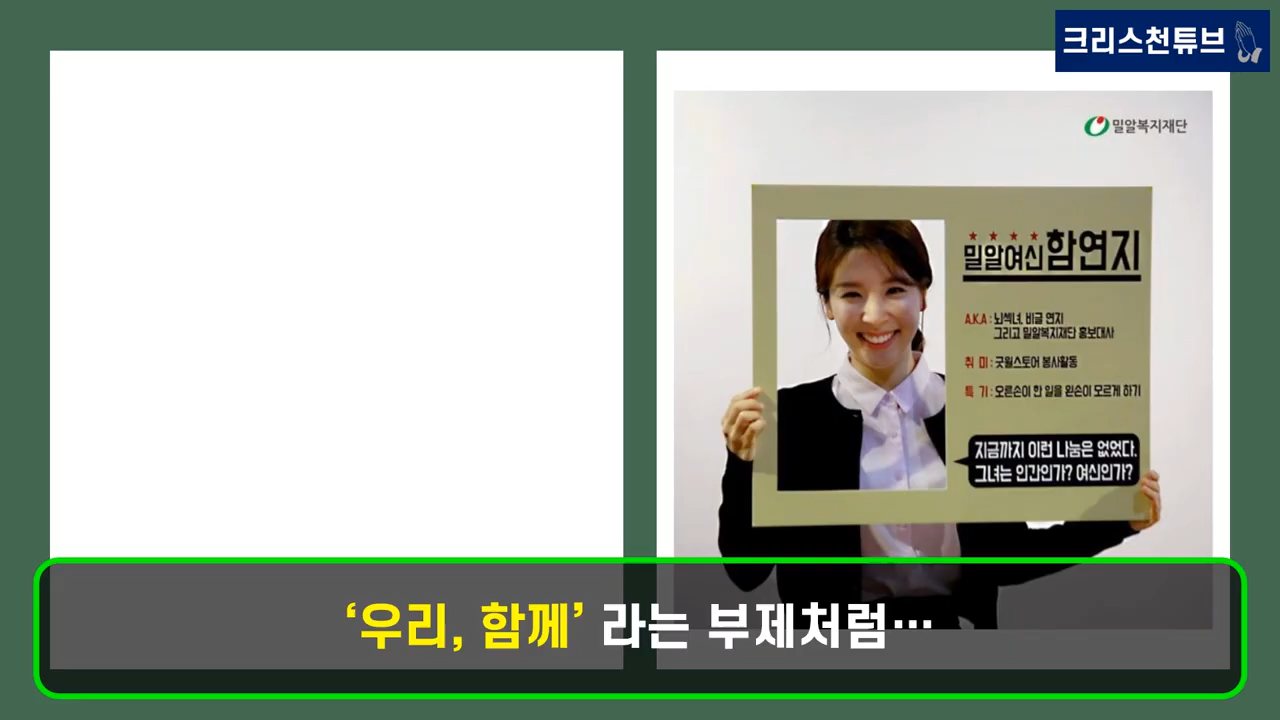 크리스천튜브
밀알복지재단
밀알여신 함연지
A.K.A : 뇌섹녀, 비글 연지
그리고 밀알복지재단 홍보대사
취 미 : 굿윌스토어 봉사활동
특 기 : 오른손이 한 일을 왼손이 모르게 하기
지금까지 이런 나눔은 없었다.
그녀는 인간인가? 여신인가?
‘우리, 함께’ 라는 부제처럼…